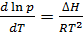 d ln p / dT = ΔH / RT²